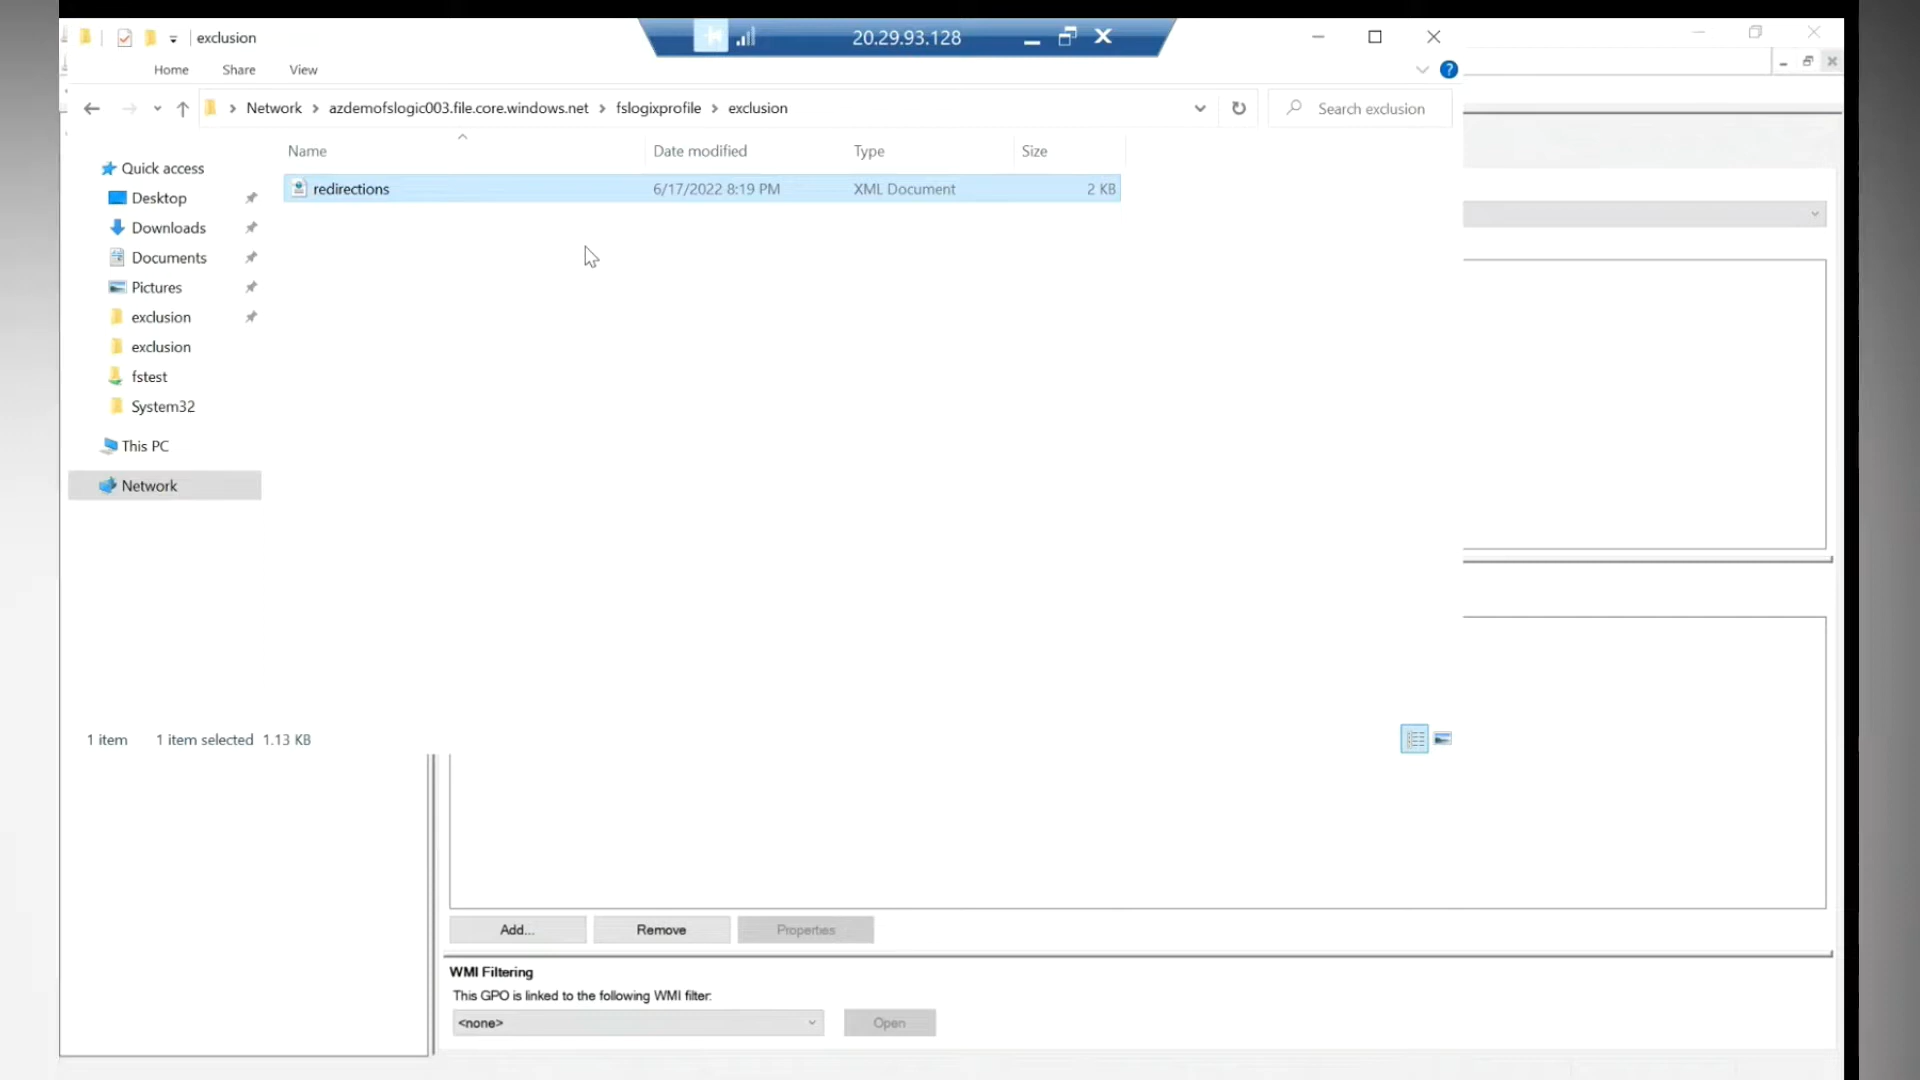 exclusion
20.29.93.128
Home Share View
Network azdemofslogic003.file.core.windows.net fslogixprofile exclusion
Search exclusion
Name Date modified Type Size
redirections 6/17/2022 8:19 PM XML Document 2 KB
Quick access
Desktop
Downloads
Documents
Pictures
exclusion
exclusion
fstest
System32
This PC
Network
1 item 1 item selected 1.13 KB
Add... Remove Properties
WMI Filtering
This GPO is linked to the following WMI filter:
<none> Open